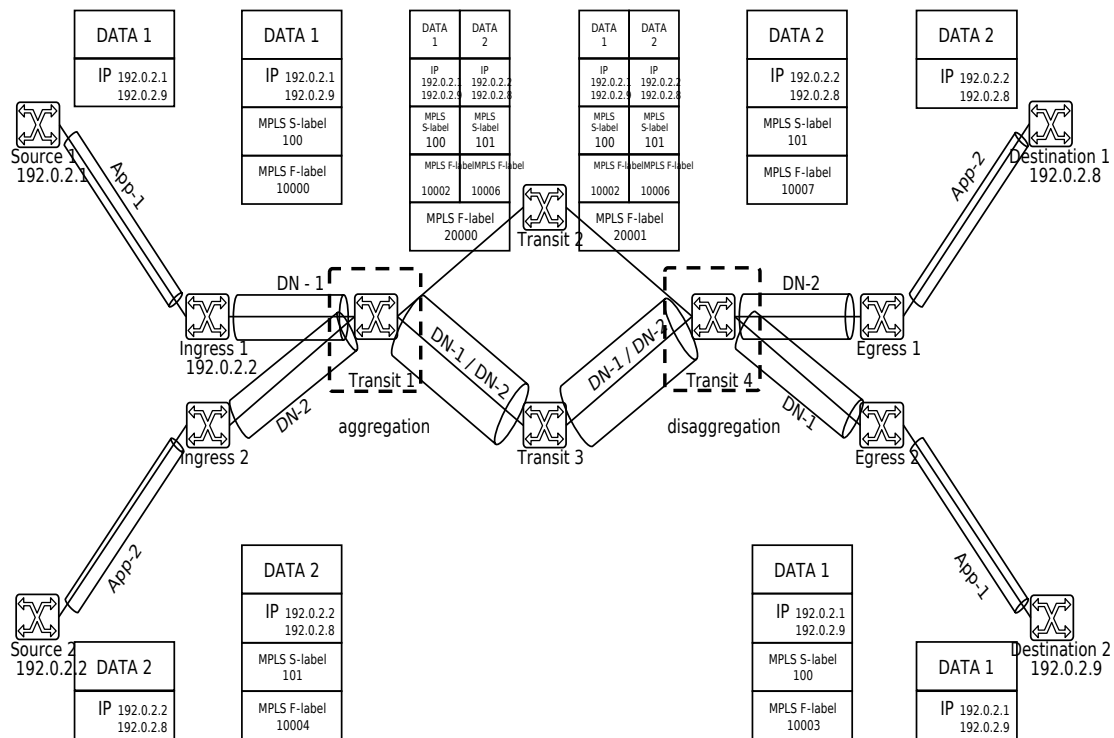 DATA 1
IP 192.0.2.1
192.0.2.9
DATA 1
IP 192.0.2.1
192.0.2.9
MPLS S-label
100
MPLS F-label
10000
DATA
1
DATA
2
IP
192.0.2.1
192.0.2.9
IP
192.0.2.2
192.0.2.8
MPLS
S-label
100
MPLS
S-label
101
MPLS F-label
10002
MPLS F-label
10006
MPLS F-label
20000
DATA
1
DATA
2
IP
192.0.2.1
192.0.2.9
IP
192.0.2.2
192.0.2.8
MPLS
S-label
100
MPLS
S-label
101
MPLS F-label
10002
MPLS F-label
10006
MPLS F-label
20001
DATA 2
IP 192.0.2.2
192.0.2.8
MPLS S-label
101
MPLS F-label
10007
DATA 2
IP 192.0.2.2
192.0.2.8
Source 1
192.0.2.1
App-1
Transit 2
App-2
Destination 1
192.0.2.8
DN - 1
DN-2
Ingress 1
192.0.2.2
Transit 1
DN-1 / DN-2
DN-1 / DN-2
Transit 4
Egress 1
DN-2
aggregation
disaggregation
DN-1
Ingress 2
Transit 3
Egress 2
App-2
App-1
Source 2
192.0.2.2
DATA 2
IP 192.0.2.2
192.0.2.8
DATA 2
IP 192.0.2.2
192.0.2.8
MPLS S-label
101
MPLS F-label
10004
DATA 1
IP 192.0.2.1
192.0.2.9
MPLS S-label
100
MPLS F-label
10003
DATA 1
IP 192.0.2.1
192.0.2.9
Destination 2
192.0.2.9